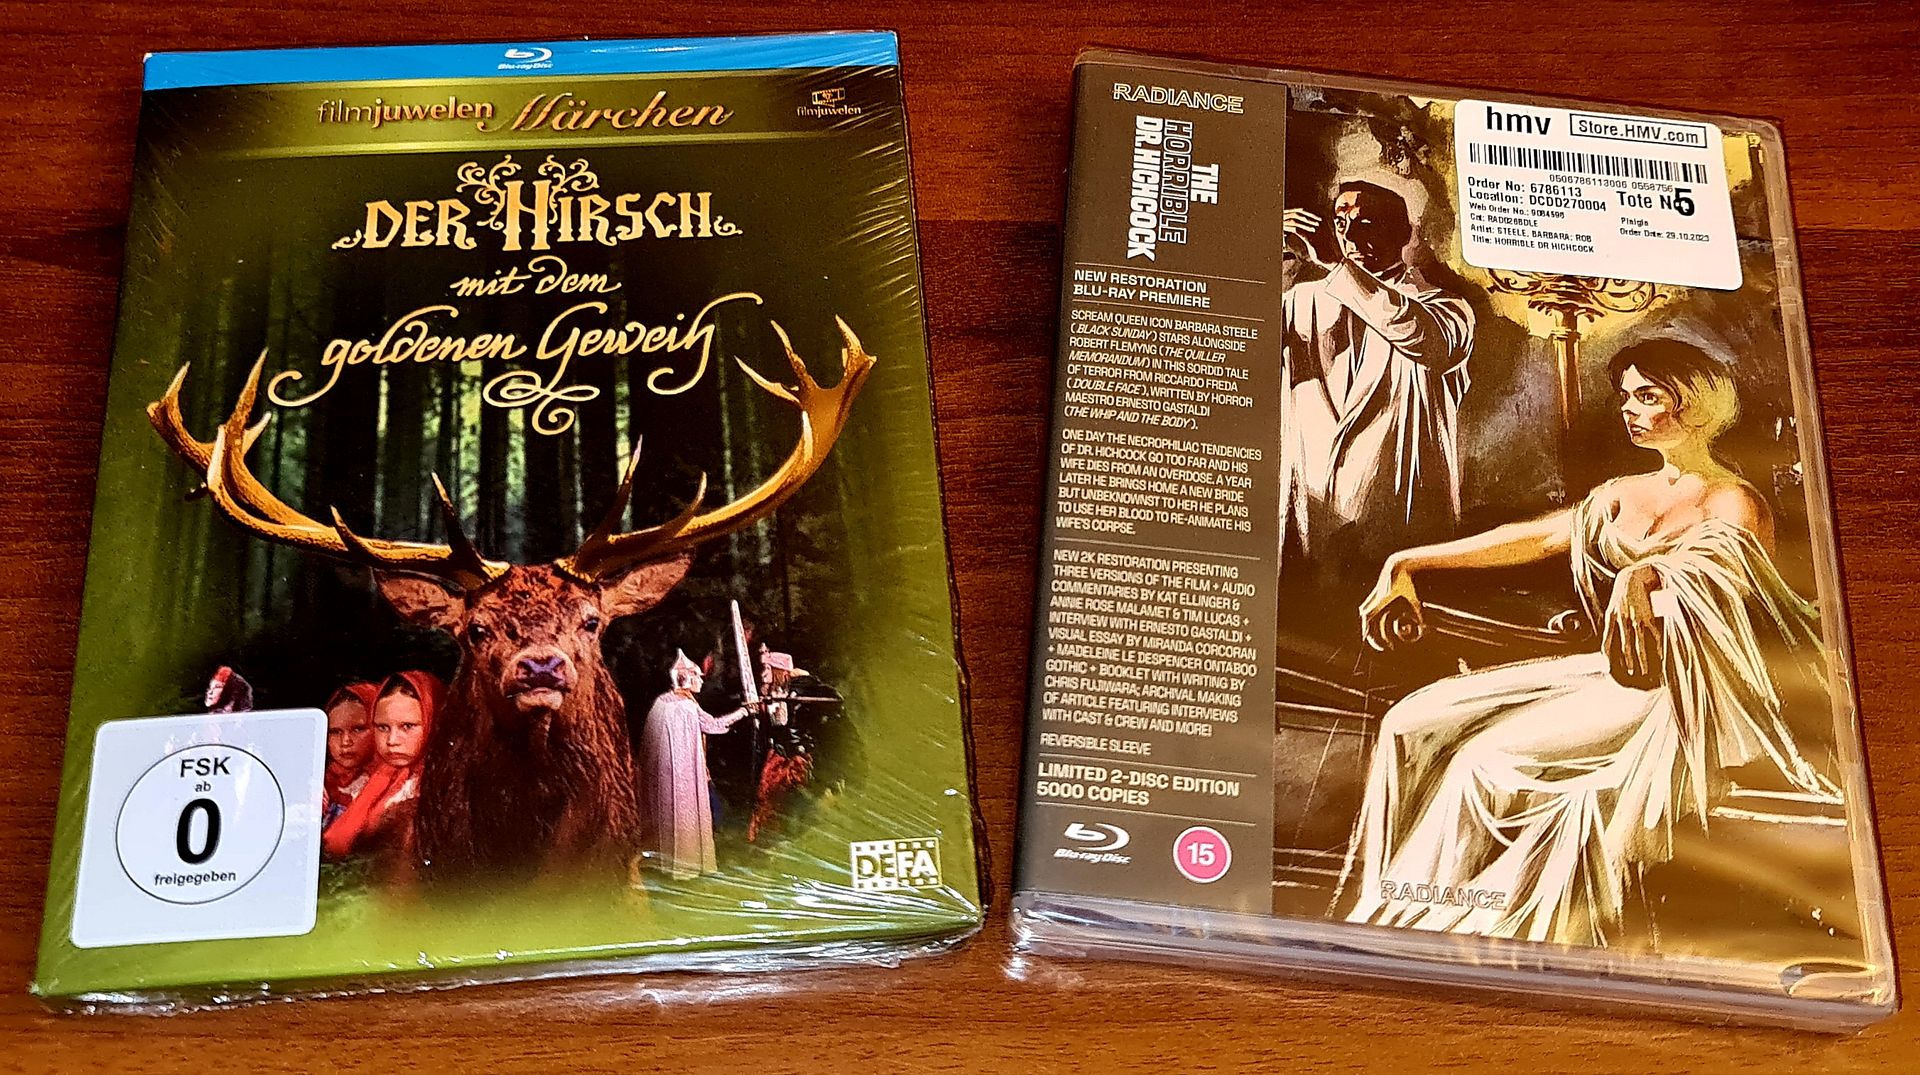 Blu-ray Disc
filmjuwelen Märchen
filmjuwelen
DER HIRSCH
mit dem
goldenen Geweih
FSK
ab
0
freigegeben
DEFA
RADIANCE
THE
HORRIBLE
DR. HICHCOCK
NEW RESTORATION
BLU-RAY PREMIERE
SCREAM QUEEN ICON BARBARA STEELE
(BLACK SUNDAY) STARS ALONGSIDE
ROBERT FLEMYNG (THE QUILLER
MEMORANDUM) IN THIS SORDID TALE
OF TERROR FROM RICCARDO FREDA
(DOUBLE FACE), WRITTEN BY HORROR
MAESTRO ERNESTO GASTALDI
(THE WHIP AND THE BODY).
ONE DAY THE NECROPHILIAC TENDENCIES
OF DR. HICHCOCK GO TOO FAR AND HIS
WIFE DIES FROM AN OVERDOSE. A YEAR
LATER HE BRINGS HOME A NEW BRIDE
BUT UNBEKNOWNST TO HER HE PLANS
TO USE HER BLOOD TO RE-ANIMATE HIS
WIFE'S CORPSE.
NEW 2K RESTORATION PRESENTING
THREE VERSIONS OF THE FILM + AUDIO
COMMENTARIES BY KAT ELLINGER &
ANNIE ROSE MALAMET & TIM LUCAS +
INTERVIEW WITH ERNESTO GASTALDI +
VISUAL ESSAY BY MIRANDA CORCORAN
+ MADELEINE LE DESPENCER ONTABOO
GOTHIC + BOOKLET WITH WRITING BY
CHRIS FUJIWARA; ARCHIVAL MAKING
OF ARTICLE FEATURING INTERVIEWS
WITH CAST & CREW AND MORE!
REVERSIBLE SLEEVE
LIMITED 2-DISC EDITION
5000 COPIES
Blu-ray Disc
15
hmv Store.HMV.com
0506786113006 0558756
Order No: 6786113
Location: DCDD270004 Tote N 5
Web Order No.: 9084596
Cat: RAD026BDLE
Plaigle
Artist: STEELE, BARBARA; ROB
Order Date: 29.10.2023
Title: HORRIBLE DR HICHCOCK
RADIANCE